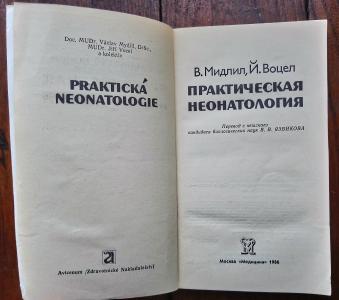 Doc. MUDr. Václav Mydlil, DrSc.,
MUDr. Jiří Vocel
a kolektiv
PRAKTICKÁ
NEONATOLOGIE
Avicenum /Zdravotnické Nakladatelství/
В. Мидлил, Й. Воцел
ПРАКТИЧЕСКАЯ
НЕОНАТОЛОГИЯ
Перевод с чешского
кандидата биологических наук В. В. ЯЗВИКОВА
Москва «Медицина» 1986